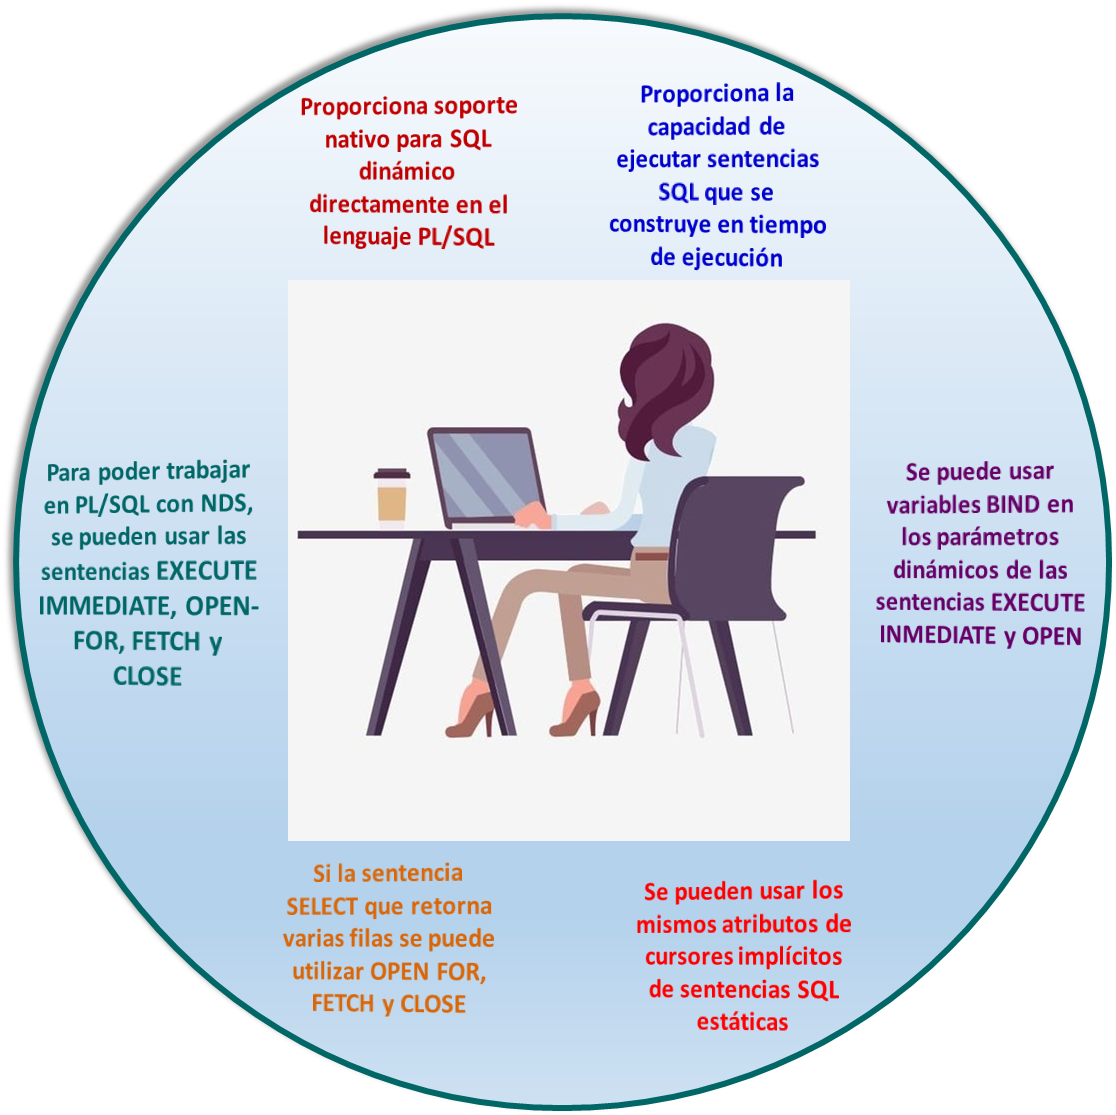 Proporciona soporte
nativo para SQL
dinámico
directamente en el
lenguaje PL/SQL
Proporciona la
capacidad de
ejecutar sentencias
SQL que se
construye en tiempo
de ejecución
Para poder trabajar
en PL/SQL con NDS,
se pueden usar las
sentencias EXECUTE
IMMEDIATE, OPEN-
FOR, FETCH y
CLOSE
Se puede usar
variables BIND en
los parámetros
dinámicos de las
sentencias EXECUTE
INMEDIATE y OPEN
Si la sentencia
SELECT que retorna
varias filas se puede
utilizar OPEN FOR,
FETCH y CLOSE
Se pueden usar los
mismos atributos de
cursores implícitos
de sentencias SQL
estáticas